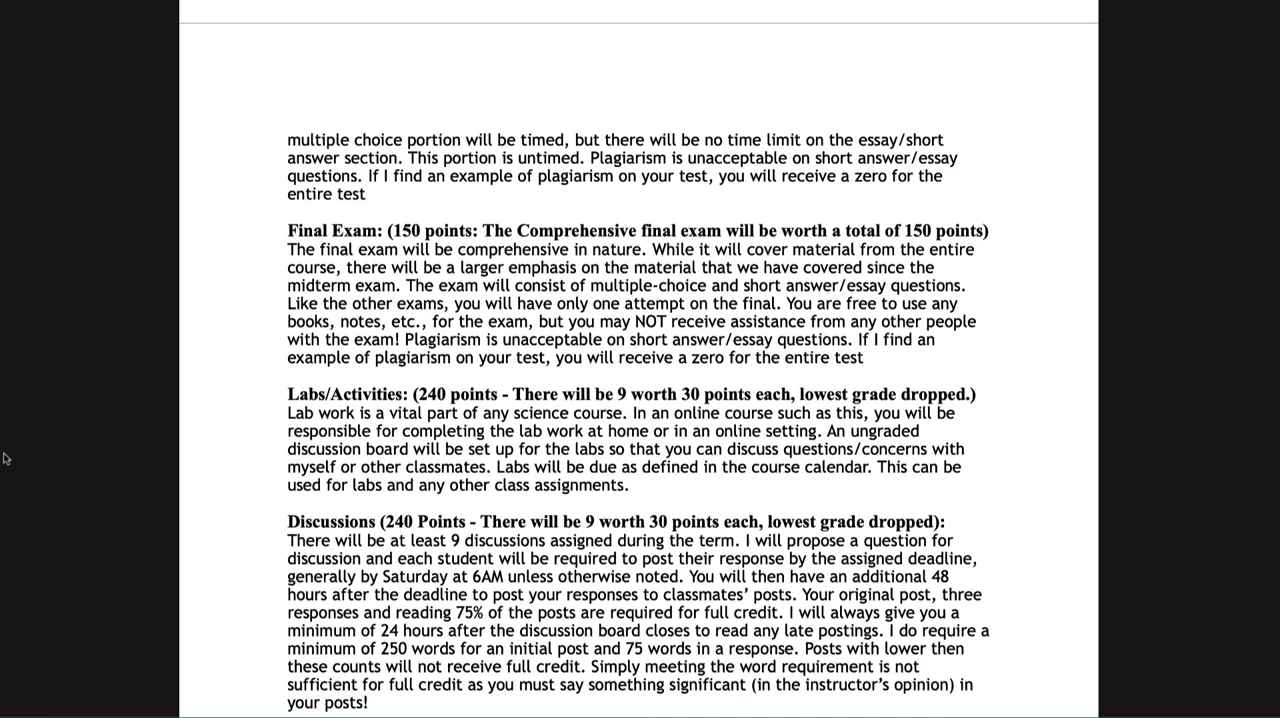 multiple choice portion will be timed, but there will be no time limit on the essay/short
answer section. This portion is untimed. Plagiarism is unacceptable on short answer/essay
questions. If I find an example of plagiarism on your test, you will receive a zero for the
entire test
Final Exam: (150 points: The Comprehensive final exam will be worth a total of 150 points)
The final exam will be comprehensive in nature. While it will cover material from the entire
course, there will be a larger emphasis on the material that we have covered since the
midterm exam. The exam will consist of multiple-choice and short answer/essay questions.
Like the other exams, you will have only one attempt on the final. You are free to use any
books, notes, etc., for the exam, but you may NOT receive assistance from any other people
with the exam! Plagiarism is unacceptable on short answer/essay questions. If I find an
example of plagiarism on your test, you will receive a zero for the entire test
Labs/Activities: (240 points - There will be 9 worth 30 points each, lowest grade dropped.)
Lab work is a vital part of any science course. In an online course such as this, you will be
responsible for completing the lab work at home or in an online setting. An ungraded
discussion board will be set up for the labs so that you can discuss questions/concerns with
myself or other classmates. Labs will be due as defined in the course calendar. This can be
used for labs and any other class assignments.
Discussions (240 Points - There will be 9 worth 30 points each, lowest grade dropped):
There will be at least 9 discussions assigned during the term. I will propose a question for
discussion and each student will be required to post their response by the assigned deadline,
generally by Saturday at 6AM unless otherwise noted. You will then have an additional 48
hours after the deadline to post your responses to classmates’ posts. Your original post, three
responses and reading 75% of the posts are required for full credit. I will always give you a
minimum of 24 hours after the discussion board closes to read any late postings. I do require a
minimum of 250 words for an initial post and 75 words in a response. Posts with lower then
these counts will not receive full credit. Simply meeting the word requirement is not
sufficient for full credit as you must say something significant (in the instructor’s opinion) in
your posts!